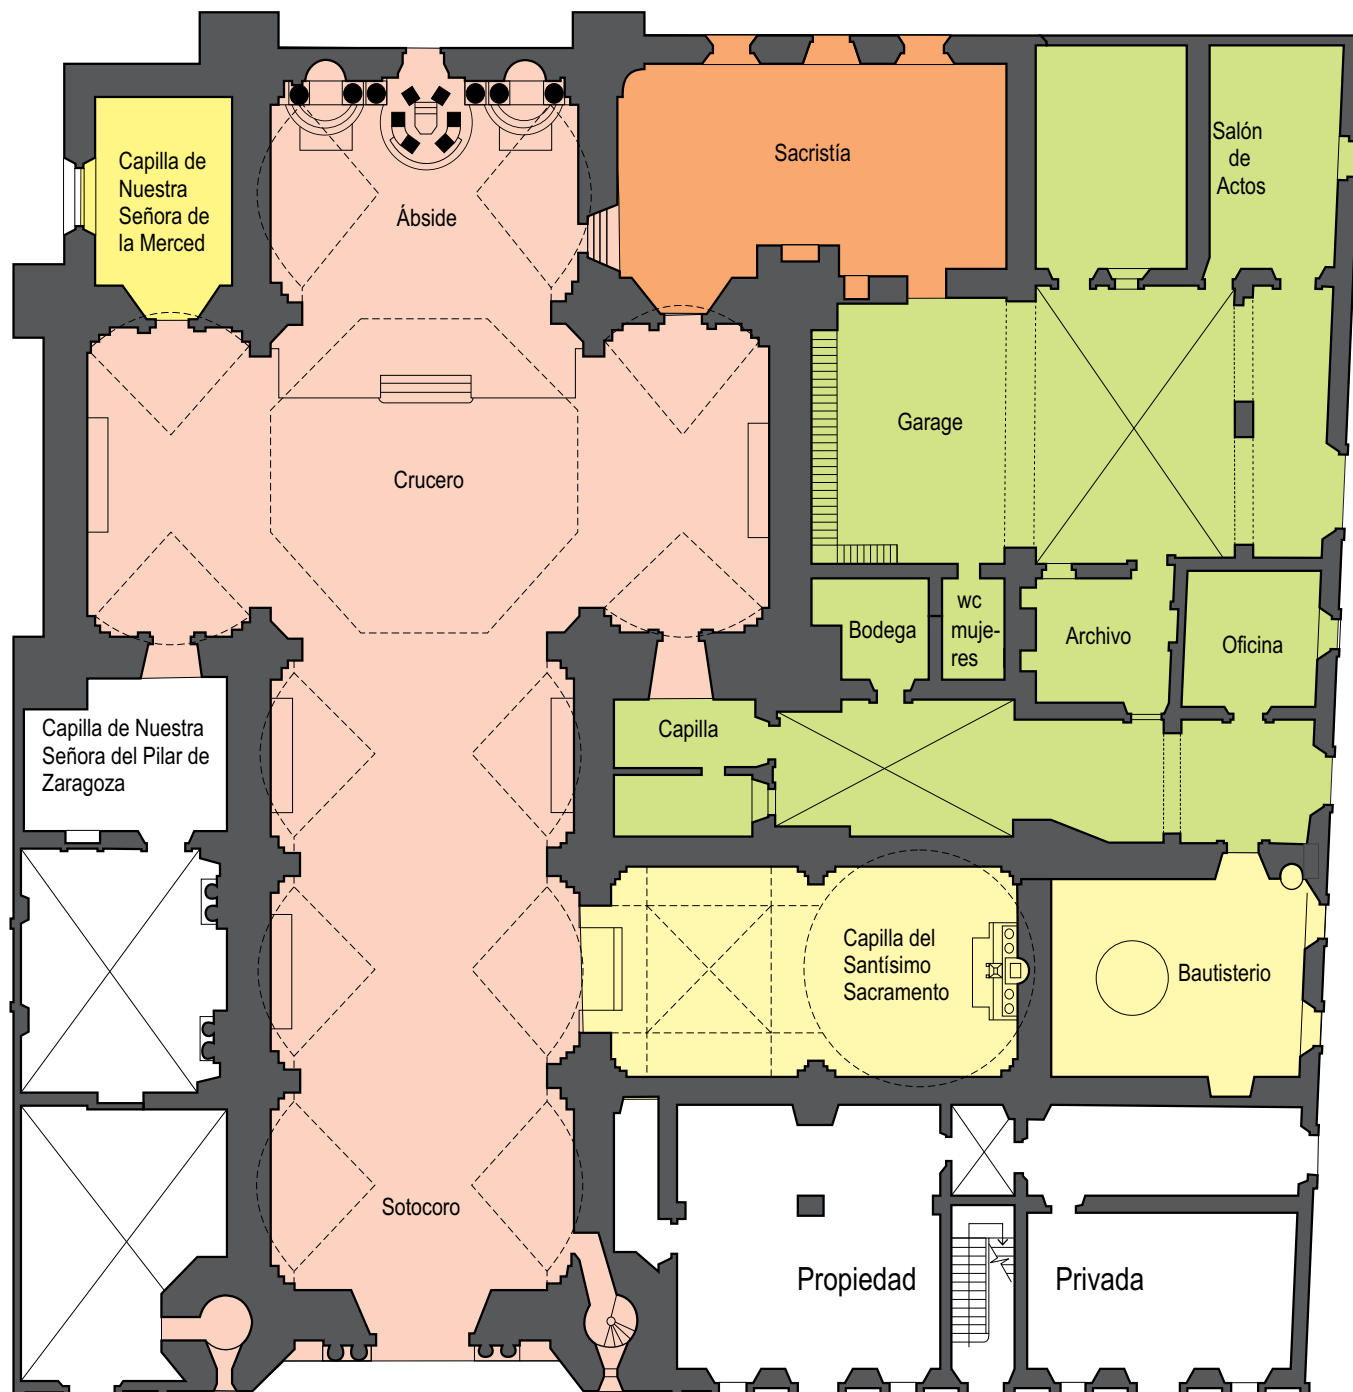 Capilla de
Nuestra
Señora de
la Merced
Ábside
Sacristía
Salón
de
Actos
Garage
Crucero
Bodega
wc
muje-
res
Archivo
Oficina
Capilla de Nuestra
Señora del Pilar de
Zaragoza
Capilla
Capilla del
Santísimo
Sacramento
Bautisterio
Sotocoro
Propiedad
Privada